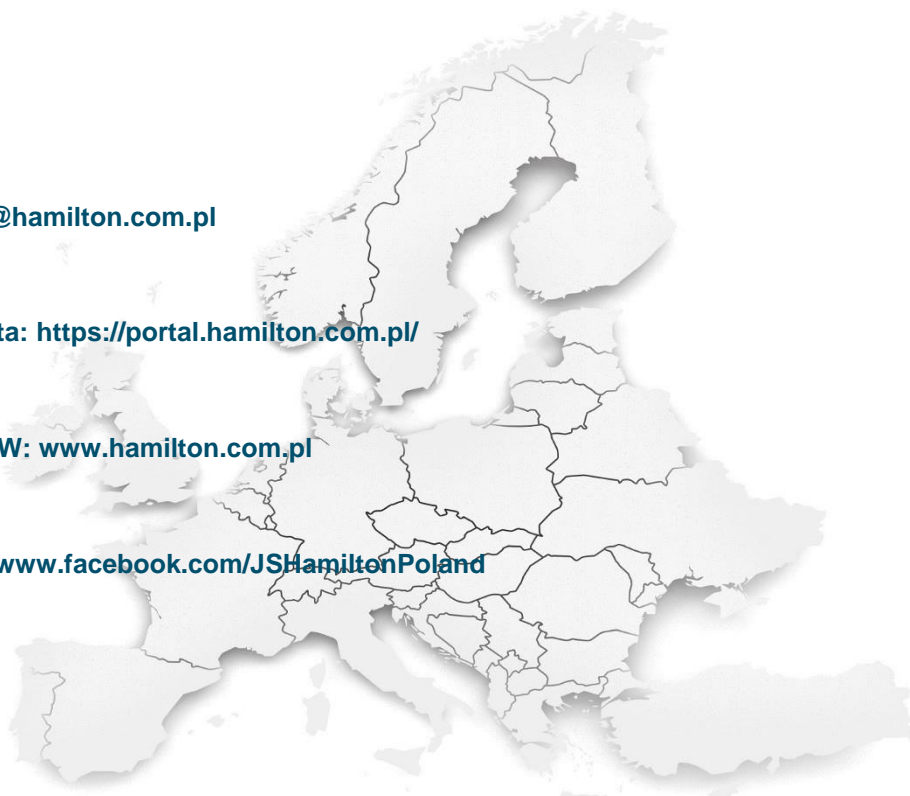 @hamilton.com.pl
ta: https://portal.hamilton.com.pl/
W: www.hamilton.com.pl
www.facebook.com/JSHamiltonPoland